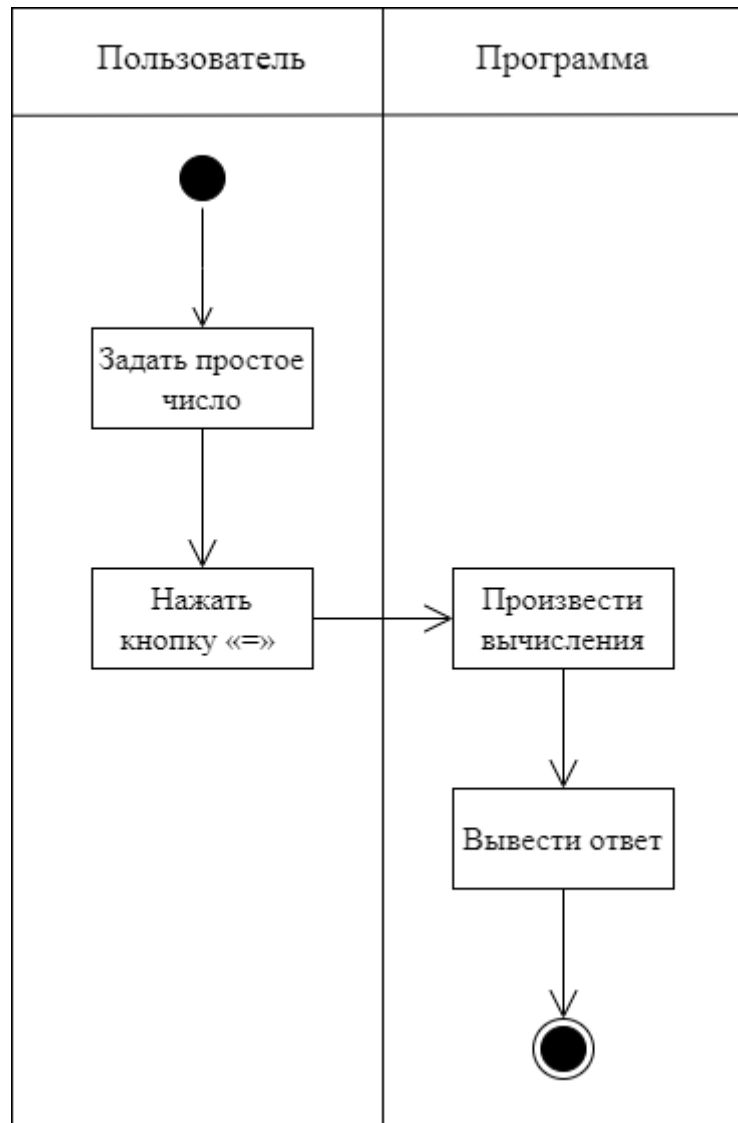 Пользователь
Программа
Задать простое
число
Нажать
кнопку «=»
Произвести
вычисления
Вывести ответ